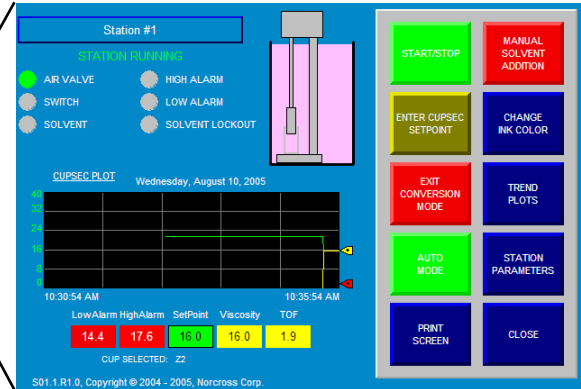 Station #1
STATION RUNNING
AIR VALVE
HIGH ALARM
SWITCH
LOW ALARM
SOLVENT
SOLVENT LOCKOUT
CUPSEC PLOT
Wednesday, August 10, 2005
40
32
24
16
8
0
10:30:54 AM
10:35:54 AM
LowAlarm HighAlarm SetPoint Viscosity TOF
14.4 17.6 16.0 16.0 1.9
CUP SELECTED: Z2
S01.1.R1.0, Copyright © 2004 - 2005, Norcross Corp.
START/STOP
MANUAL
SOLVENT
ADDITION
ENTER CUPSEC
SETPOINT
CHANGE
INK COLOR
EXIT
CONVERSION
MODE
TREND
PLOTS
AUTO
MODE
STATION
PARAMETERS
PRINT
SCREEN
CLOSE